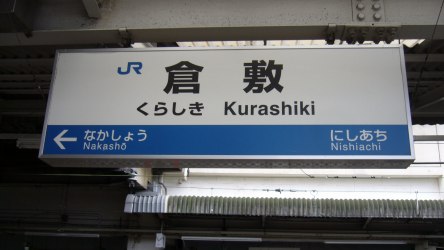 JR
倉敷
くらしき Kurashiki
← なかしょう にしあち
Nakashō Nishiachi